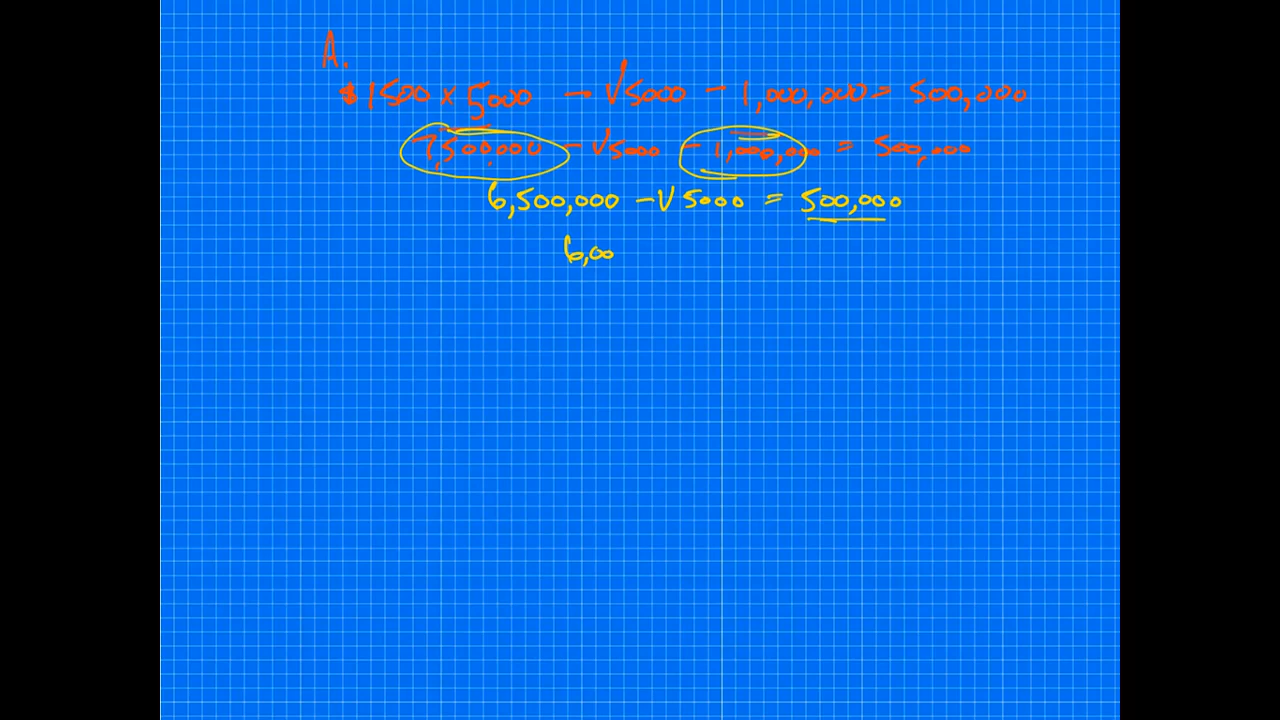 A.
$1500 x 5000 - V5000 - 1,000,000 = 500,000
7,500,000 - V5000 - 1,000,000 = 500,000
6,500,000 - V5000 = 500,000
6,00